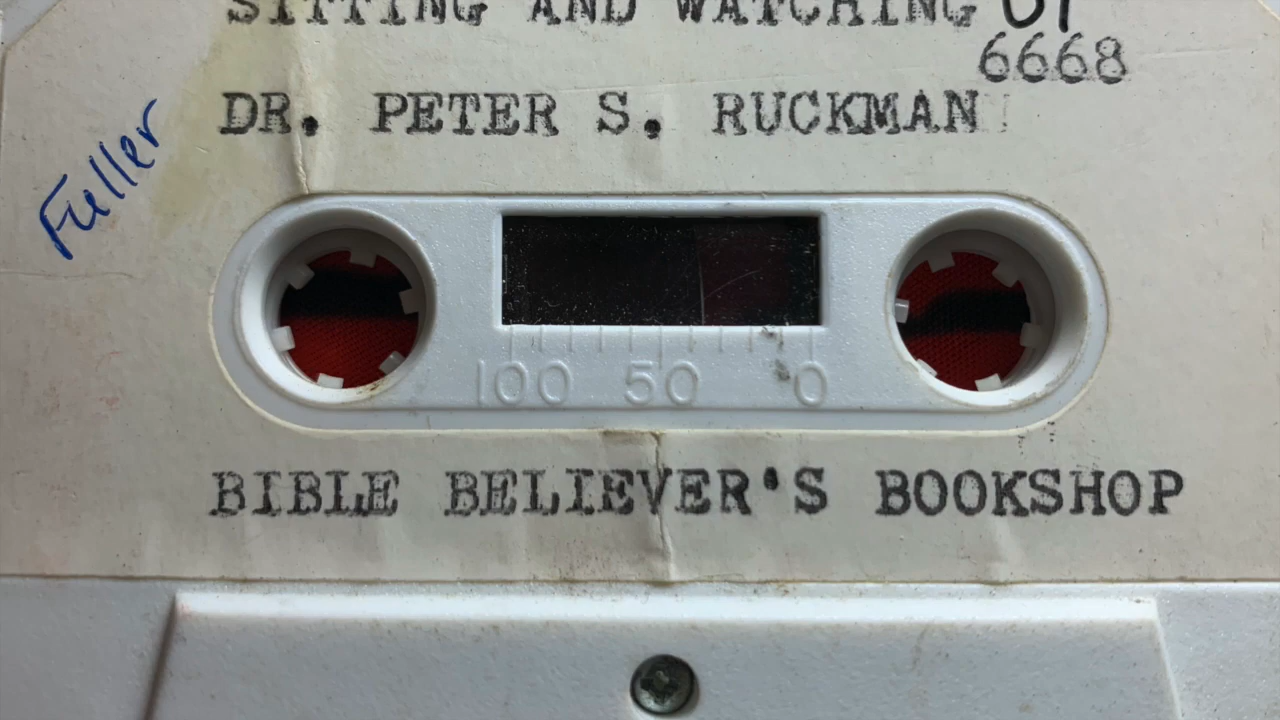 SITTING AND WATCHING
6668
DR. PETER S. RUCKMAN
Fuller
100 50 0
BIBLE BELIEVER'S BOOKSHOP